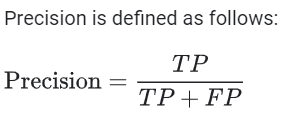 Precision is defined as follows:
Precision = TP / (TP + FP)